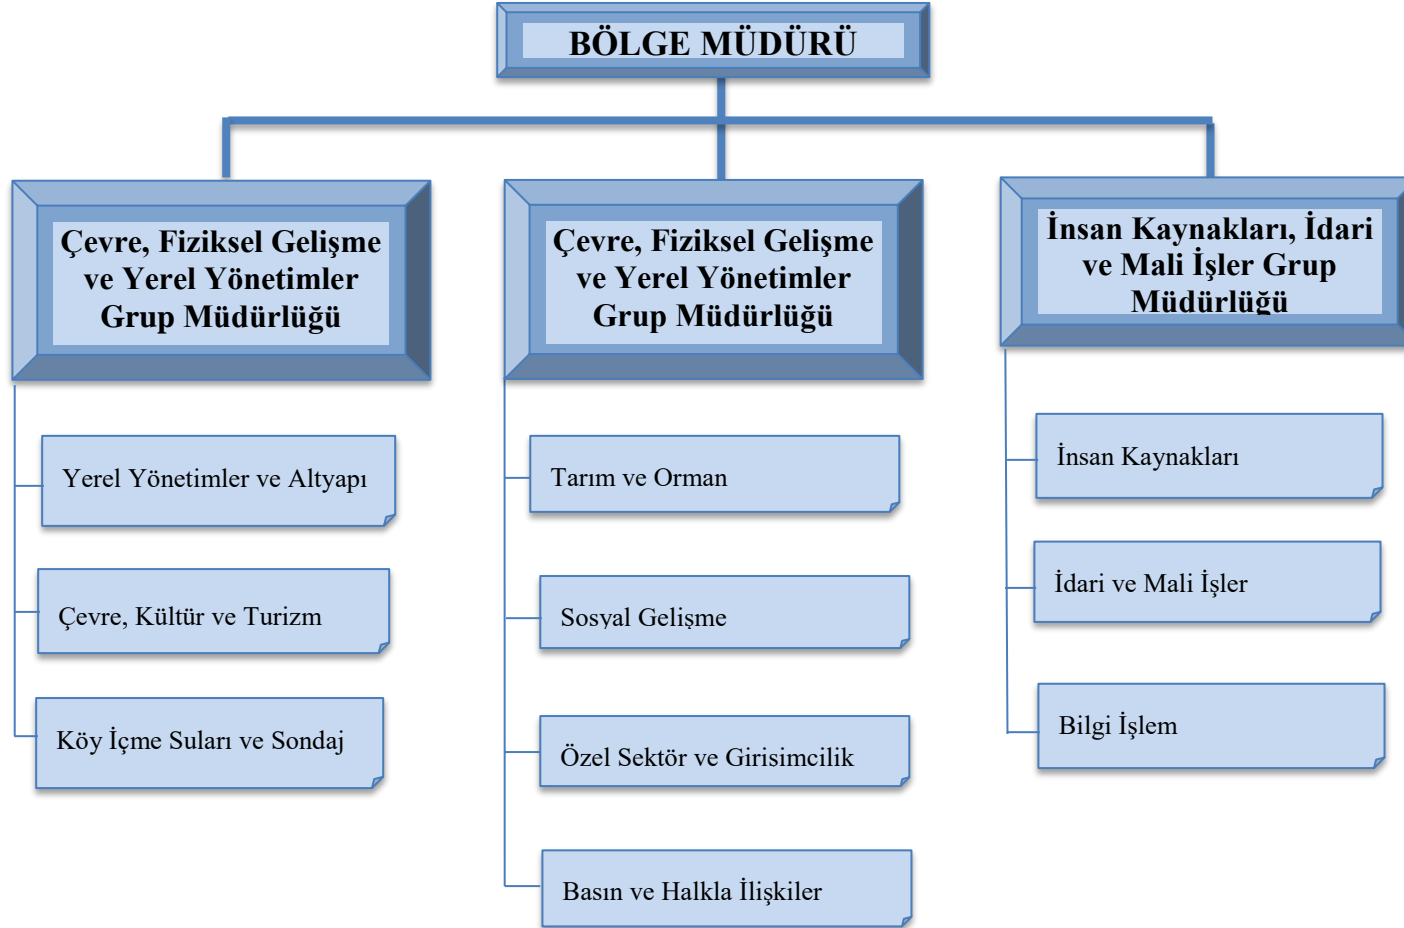 BÖLGE MÜDÜRÜ
Çevre, Fiziksel Gelişme
ve Yerel Yönetimler
Grup Müdürlüğü
Yerel Yönetimler ve Altyapı
Çevre, Kültür ve Turizm
Köy İçme Suları ve Sondaj
Çevre, Fiziksel Gelişme
ve Yerel Yönetimler
Grup Müdürlüğü
Tarım ve Orman
Sosyal Gelişme
Özel Sektör ve Girisimcilik
Basın ve Halkla İlişkiler
İnsan Kaynakları, İdari
ve Mali İşler Grup
Müdürlüğü
İnsan Kaynakları
İdari ve Mali İşler
Bilgi İşlem